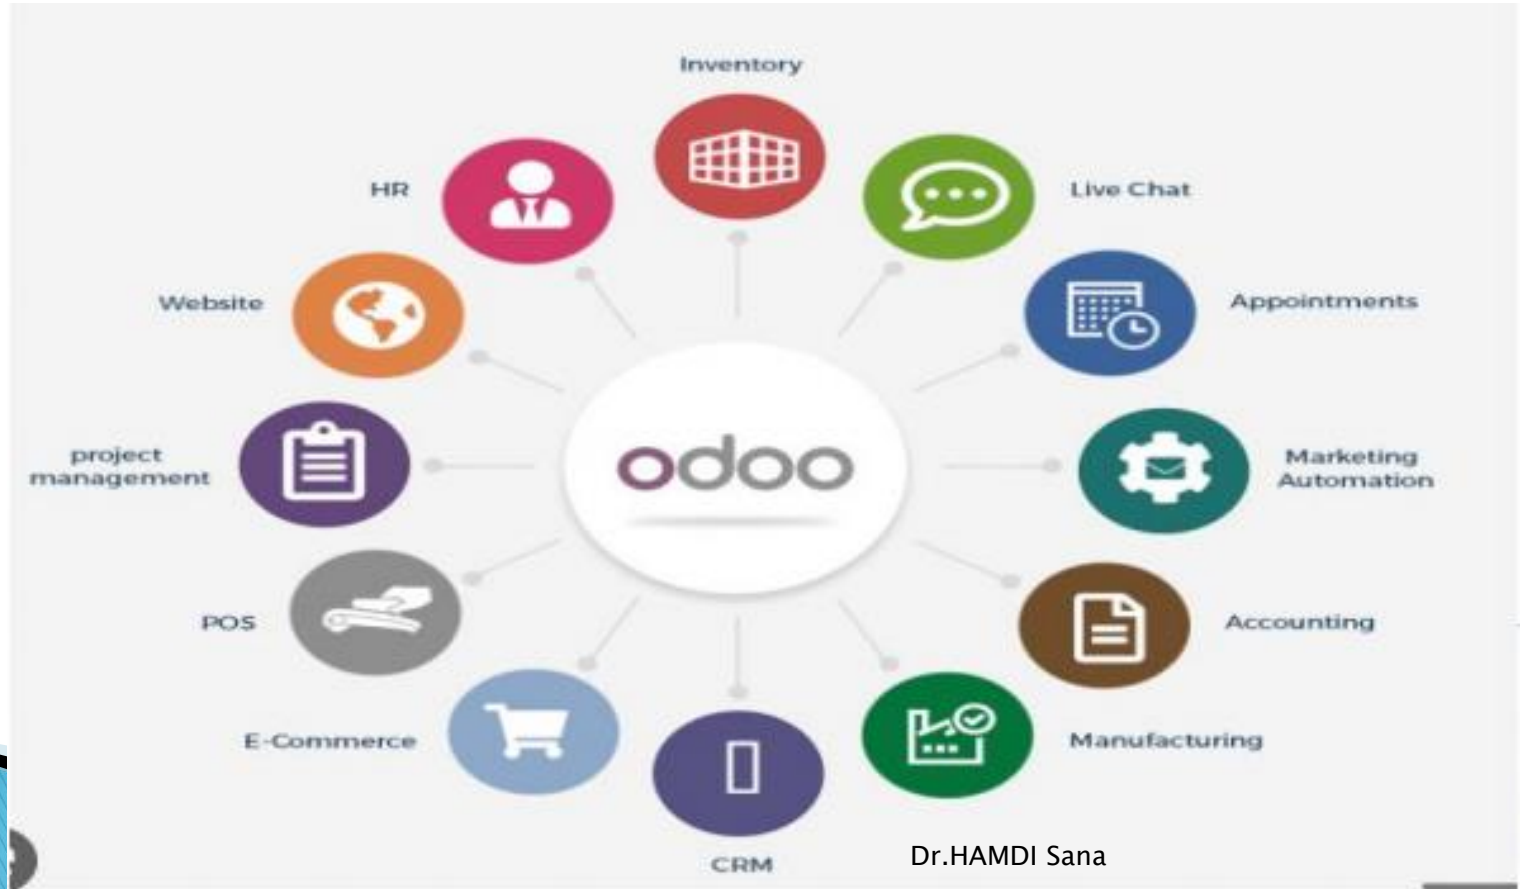 Inventory
HR
Live Chat
Website
Appointments
odoo
project
management
Marketing
Automation
POS
Accounting
E-Commerce
Manufacturing
CRM
Dr.HAMDI Sana